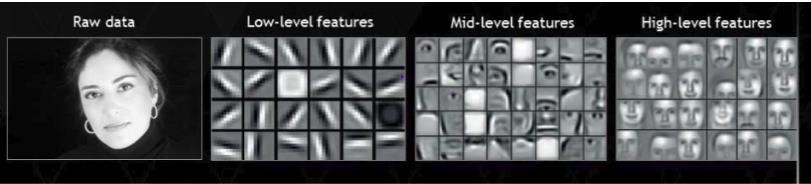 Raw data
Low-level features
Mid-level features
High-level features